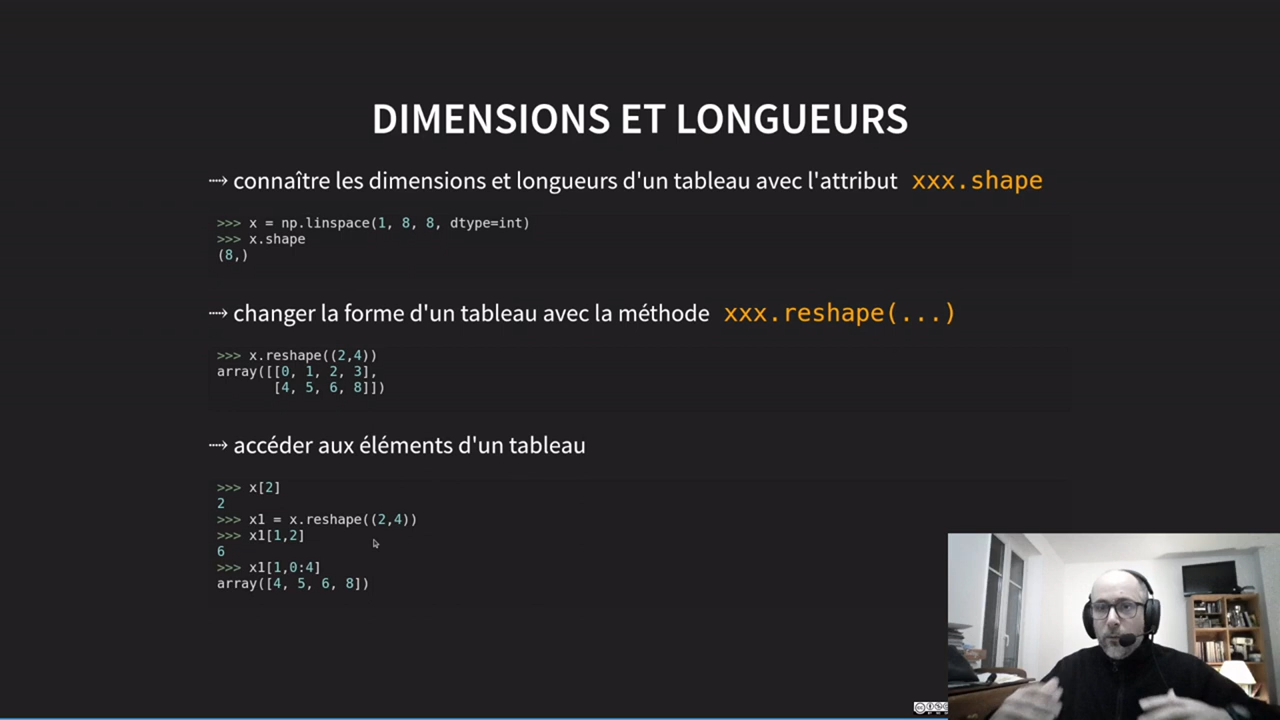 DIMENSIONS ET LONGUEURS
⤑ connaître les dimensions et longueurs d'un tableau avec l'attribut xxx.shape
>>> x = np.linspace(1, 8, 8, dtype=int)
>>> x.shape
(8,)
⤑ changer la forme d'un tableau avec la méthode xxx.reshape(...)
>>> x.reshape((2,4))
array([[0, 1, 2, 3],
       [4, 5, 6, 8]])
⤑ accéder aux éléments d'un tableau
>>> x[2]
2
>>> x1 = x.reshape((2,4))
>>> x1[1,2]
6
>>> x1[1,0:4]
array([4, 5, 6, 8])